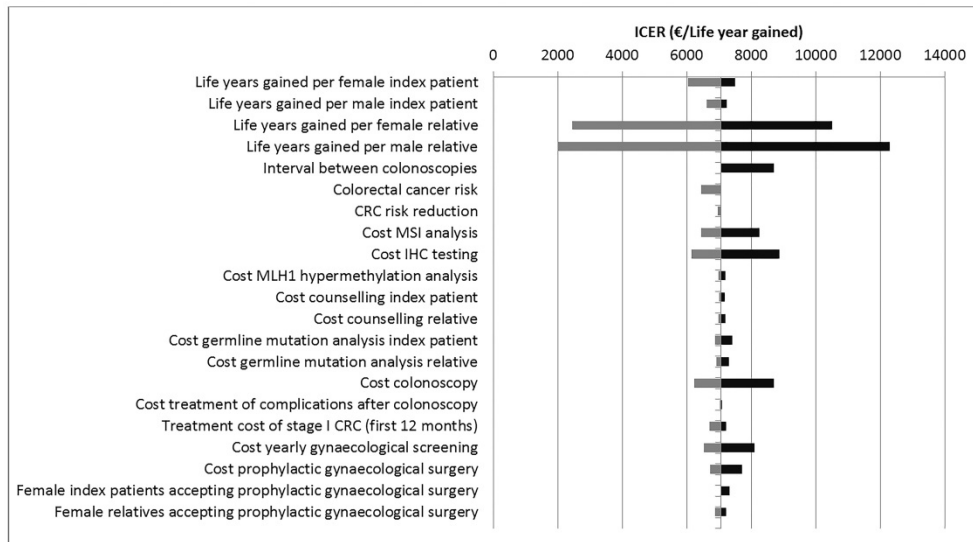 ICER (€/Life year gained)
0 2000 4000 6000 8000 10000 12000 14000
Life years gained per female index patient
Life years gained per male index patient
Life years gained per female relative
Life years gained per male relative
Interval between colonoscopies
Colorectal cancer risk
CRC risk reduction
Cost MSI analysis
Cost IHC testing
Cost MLH1 hypermethylation analysis
Cost counselling index patient
Cost counselling relative
Cost germline mutation analysis index patient
Cost germline mutation analysis relative
Cost colonoscopy
Cost treatment of complications after colonoscopy
Treatment cost of stage I CRC (first 12 months)
Cost yearly gynaecological screening
Cost prophylactic gynaecological surgery
Female index patients accepting prophylactic gynaecological surgery
Female relatives accepting prophylactic gynaecological surgery